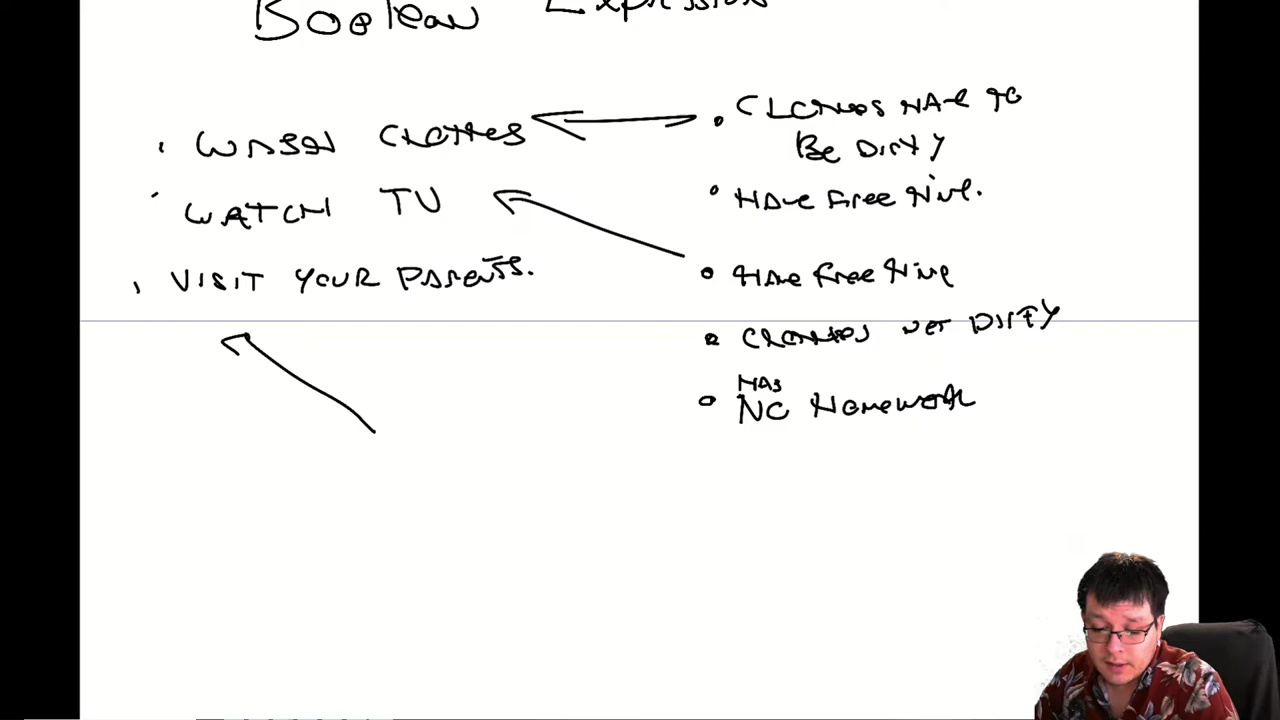 Boolean Expression
• WASH CLOTHES
• WATCH TV
• VISIT YOUR PARENTS.
• CLOTHES HAVE TO
BE DIRTY
• HAVE FREE TIME.
• HAVE FREE TIME
• CLOTHES NOT DIRTY
HAS
• NO HOMEWORK